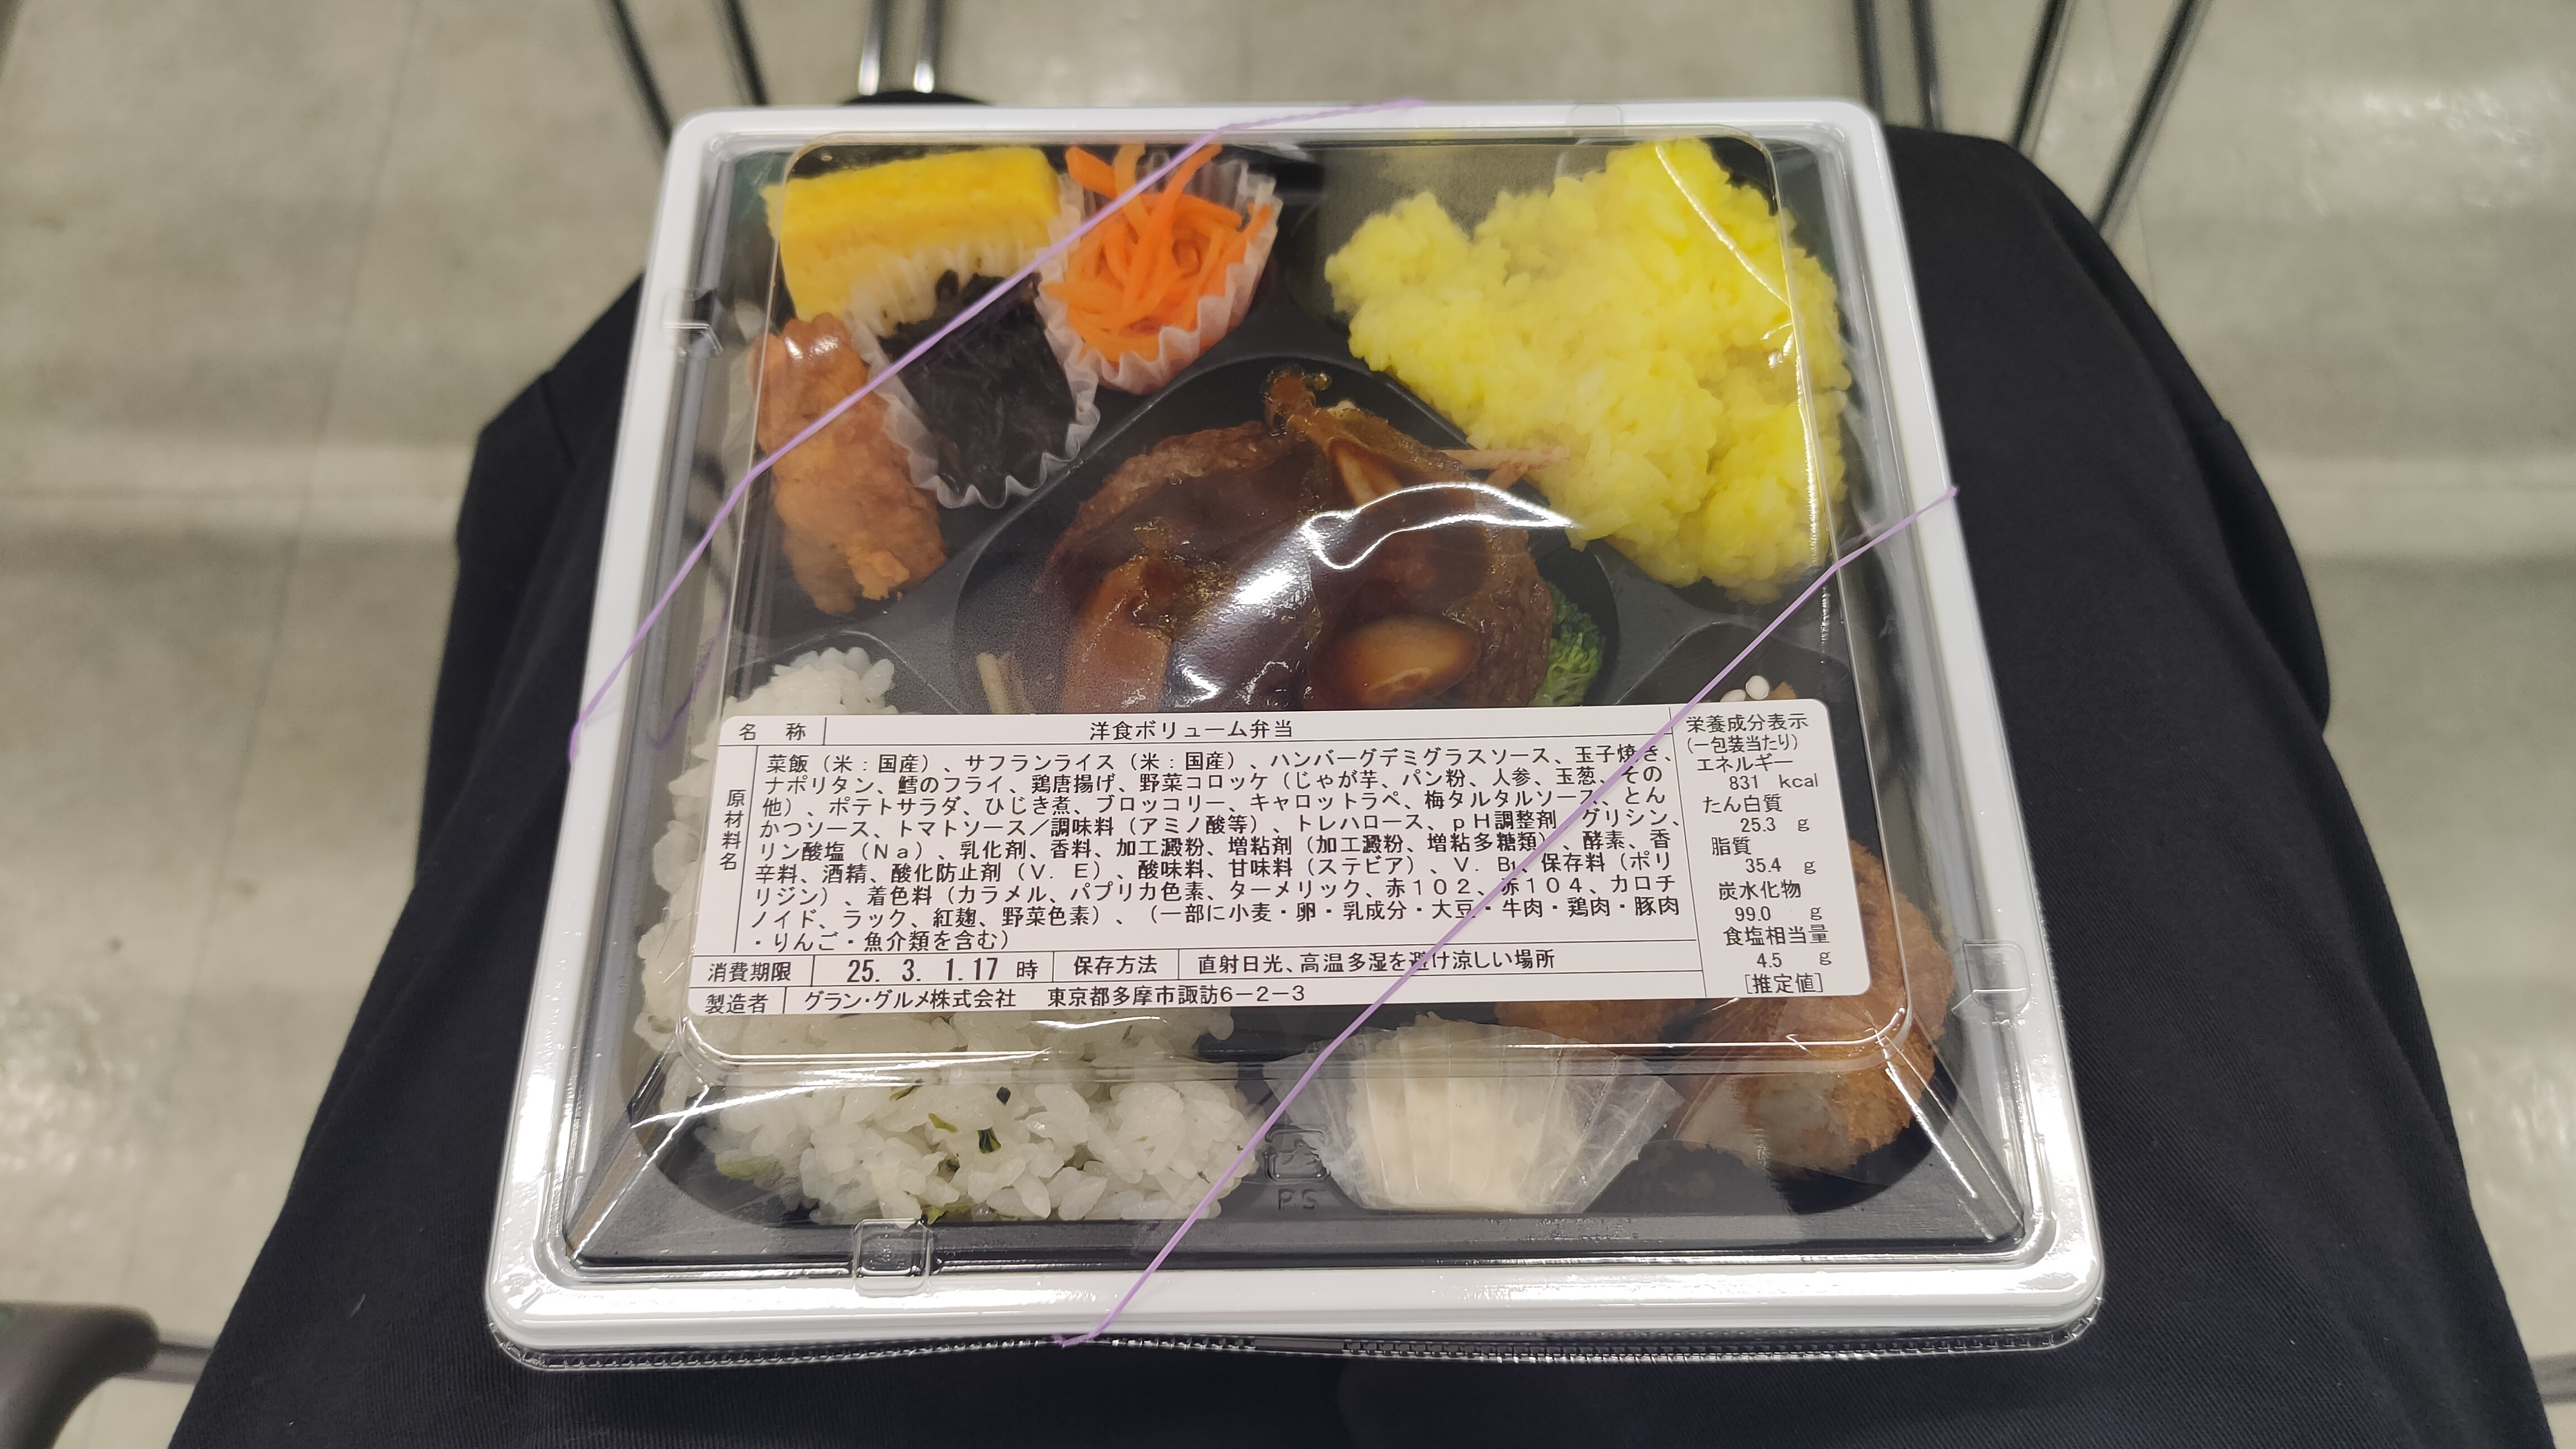 名 称 洋食ボリューム弁当
原材料名
菜飯（米：国産）、サフランライス（米：国産）、ハンバーグデミグラスソース、玉子焼き、
ナポリタン、鱈のフライ、鶏唐揚げ、野菜コロッケ（じゃが芋、パン粉、人参、玉葱、その
他）、ポテトサラダ、ひじき煮、ブロッコリー、キャロットラペ、梅タルタルソース、とん
かつソース、トマトソース／調味料（アミノ酸等）、トレハロース、ｐＨ調整剤、グリシン、
リン酸塩（Ｎａ）、乳化剤、香料、加工澱粉、増粘剤（加工澱粉、増粘多糖類）、酵素、香
辛料、酒精、酸化防止剤（Ｖ．Ｅ）、酸味料、甘味料（ステビア）、Ｖ．Ｂ₁、保存料（ポリ
リジン）、着色料（カラメル、パプリカ色素、ターメリック、赤１０２、赤１０４、カロチ
ノイド、ラック、紅麹、野菜色素）、（一部に小麦・卵・乳成分・大豆・牛肉・鶏肉・豚肉
・りんご・魚介類を含む）
消費期限 25. 3. 1.17 時 保存方法 直射日光、高温多湿を避け涼しい場所
製造者 グラン・グルメ株式会社 東京都多摩市諏訪6－2－3
栄養成分表示
(一包装当たり)
エネルギー
831 kcal
たん白質
25.3 g
脂質
35.4 g
炭水化物
99.0 g
食塩相当量
4.5 g
[推定値]
PS